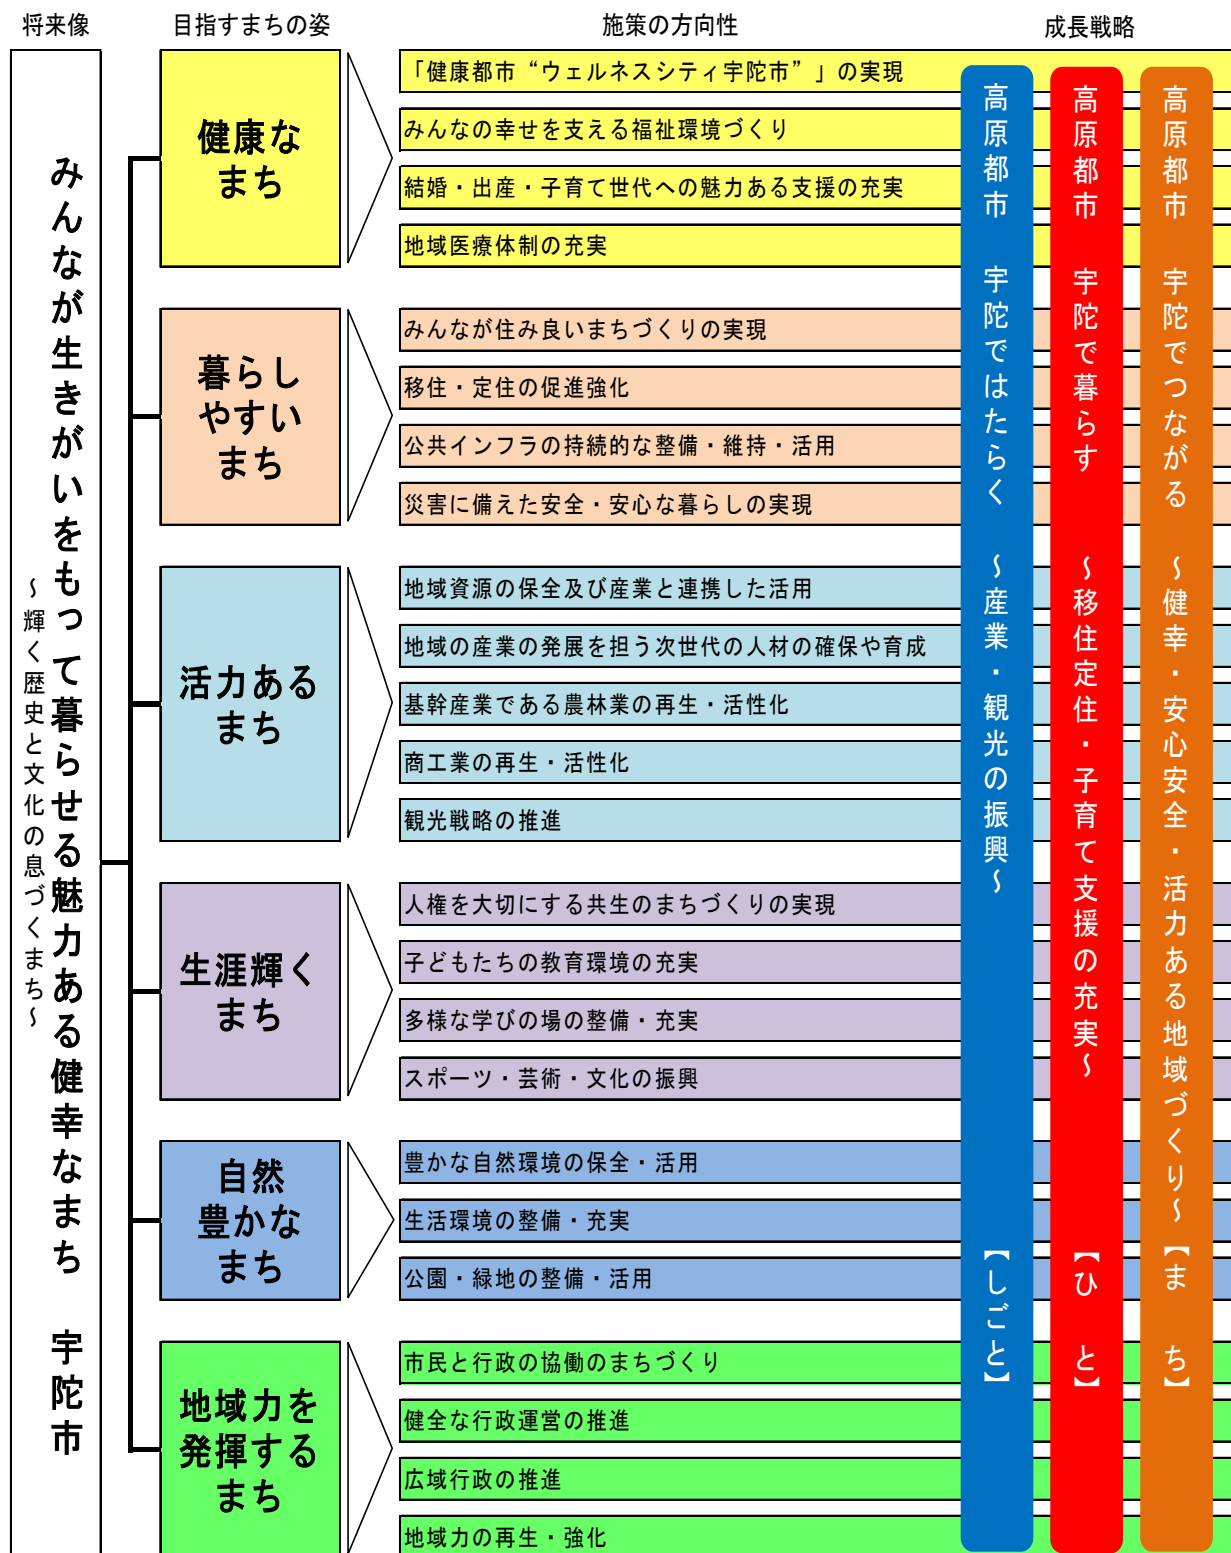 将来像
目指すまちの姿
施策の方向性
成長戦略
みんなが生きがいをもって暮らせる魅力ある健幸なまち　宇陀市
～輝く歴史と文化の息づくまち～
健康な
まち
「健康都市“ウェルネスシティ宇陀市”」の実現
みんなの幸せを支える福祉環境づくり
結婚・出産・子育て世代への魅力ある支援の充実
地域医療体制の充実
暮らし
やすい
まち
みんなが住み良いまちづくりの実現
移住・定住の促進強化
公共インフラの持続的な整備・維持・活用
災害に備えた安全・安心な暮らしの実現
活力ある
まち
地域資源の保全及び産業と連携した活用
地域の産業の発展を担う次世代の人材の確保や育成
基幹産業である農林業の再生・活性化
商工業の再生・活性化
観光戦略の推進
生涯輝く
まち
人権を大切にする共生のまちづくりの実現
子どもたちの教育環境の充実
多様な学びの場の整備・充実
スポーツ・芸術・文化の振興
自然
豊かな
まち
豊かな自然環境の保全・活用
生活環境の整備・充実
公園・緑地の整備・活用
地域力を
発揮する
まち
市民と行政の協働のまちづくり
健全な行政運営の推進
広域行政の推進
地域力の再生・強化
高原都市　宇陀ではたらく　～産業・観光の振興～　【しごと】
高原都市　宇陀で暮らす　～移住定住・子育て支援の充実～　【ひ　と】
高原都市　宇陀でつながる　～健幸・安心安全・活力ある地域づくり～【ま　ち】